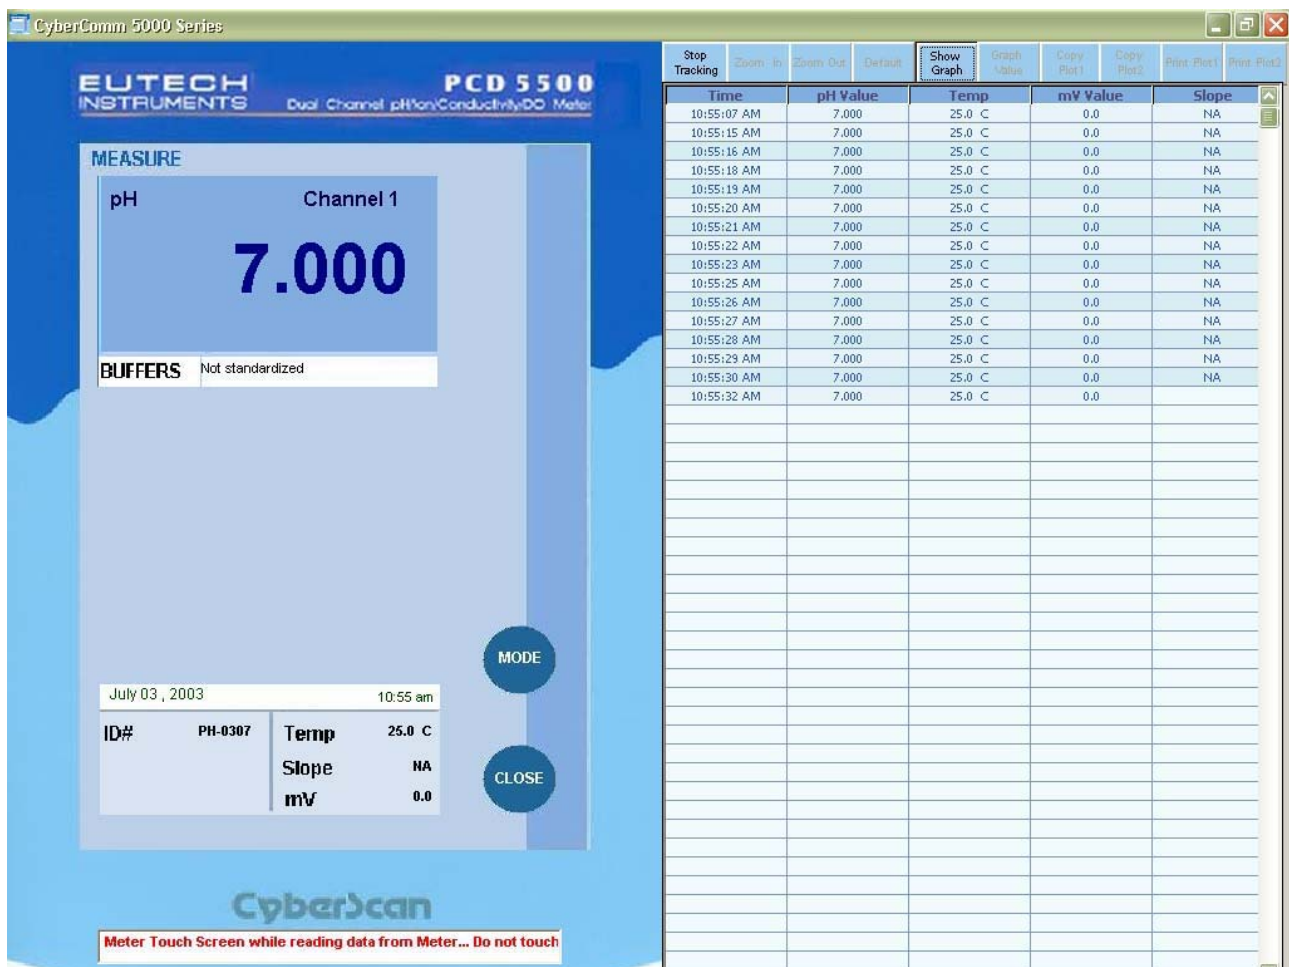 CyberComm 5000 Series
EUTECH
INSTRUMENTS
PCD 5500
Dual Channel pH/Ion/Conductivity/DO Meter
MEASURE
pH Channel 1
7.000
BUFFERS Not standardized
MODE
July 03 , 2003 10:55 am
ID# PH-0307 Temp 25.0 C
Slope NA
mV 0.0
CLOSE
CyberScan
Meter Touch Screen while reading data from Meter... Do not touch
Stop Tracking Zoom In Zoom Out Default Show Graph Graph Value Copy Plot1 Copy Plot2 Print Plot1 Print Plot2
Time pH Value Temp mV Value Slope
10:55:07 AM 7.000 25.0 C 0.0 NA
10:55:15 AM 7.000 25.0 C 0.0 NA
10:55:16 AM 7.000 25.0 C 0.0 NA
10:55:18 AM 7.000 25.0 C 0.0 NA
10:55:19 AM 7.000 25.0 C 0.0 NA
10:55:20 AM 7.000 25.0 C 0.0 NA
10:55:21 AM 7.000 25.0 C 0.0 NA
10:55:22 AM 7.000 25.0 C 0.0 NA
10:55:23 AM 7.000 25.0 C 0.0 NA
10:55:25 AM 7.000 25.0 C 0.0 NA
10:55:26 AM 7.000 25.0 C 0.0 NA
10:55:27 AM 7.000 25.0 C 0.0 NA
10:55:28 AM 7.000 25.0 C 0.0 NA
10:55:29 AM 7.000 25.0 C 0.0 NA
10:55:30 AM 7.000 25.0 C 0.0 NA
10:55:32 AM 7.000 25.0 C 0.0